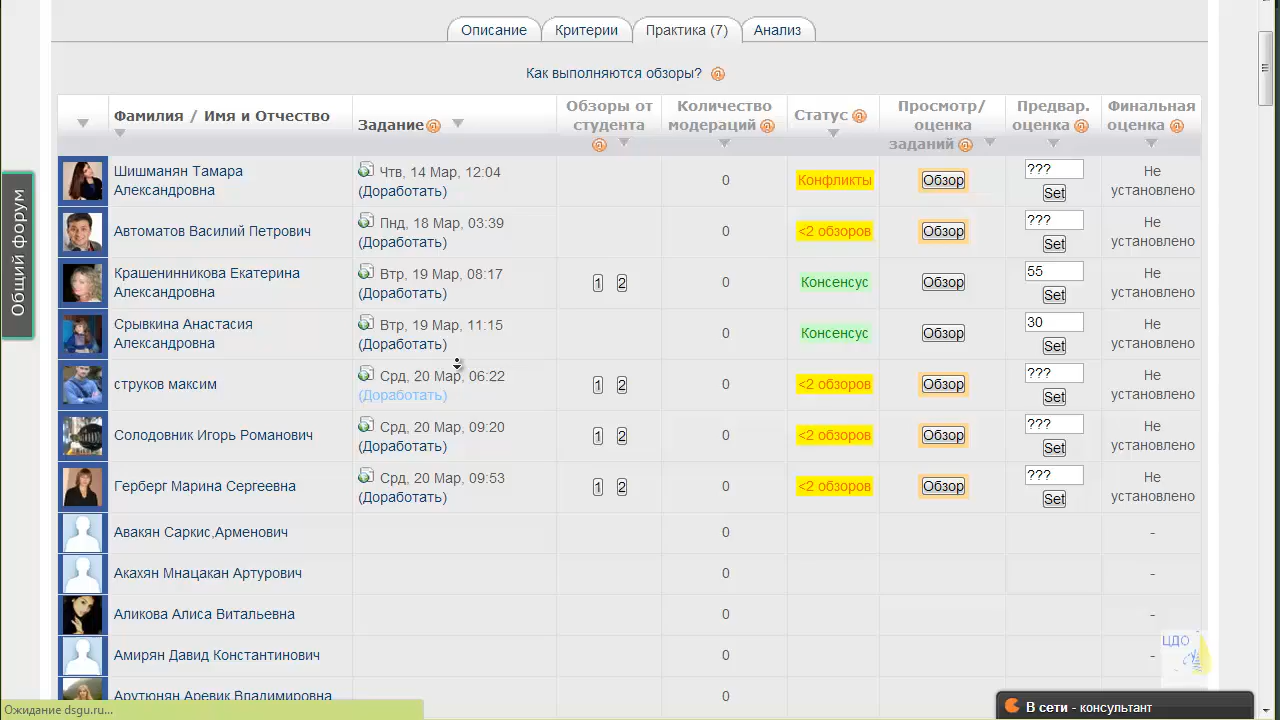 Описание Критерии Практика (7) Анализ
Как выполняются обзоры?
Фамилия / Имя и Отчество Задание Обзоры от студента Количество модераций Статус Просмотр/ оценка заданий Предвар. оценка Финальная оценка
Шишманян Тамара Александровна Чтв, 14 Мар, 12:04 (Доработать) 0 Конфликты Обзор ??? Set Не установлено
Автоматов Василий Петрович Пнд, 18 Мар, 03:39 (Доработать) 0 <2 обзоров Обзор ??? Set Не установлено
Крашенинникова Екатерина Александровна Втр, 19 Мар, 08:17 (Доработать) 1 2 0 Консенсус Обзор 55 Set Не установлено
Срывкина Анастасия Александровна Втр, 19 Мар, 11:15 (Доработать) 0 Консенсус Обзор 30 Set Не установлено
струков максим Срд, 20 Мар, 06:22 (Доработать) 1 2 0 <2 обзоров Обзор ??? Set Не установлено
Солодовник Игорь Романович Срд, 20 Мар, 09:20 (Доработать) 1 2 0 <2 обзоров Обзор ??? Set Не установлено
Герберг Марина Сергеевна Срд, 20 Мар, 09:53 (Доработать) 1 2 0 <2 обзоров Обзор ??? Set Не установлено
Авакян Саркис,Арменович 0 -
Акахян Мнацакан Артурович 0 -
Аликова Алиса Витальевна 0 -
Амирян Давид Константинович 0 -
Арутюнян Аревик Владимировна 0
Общий форум
ЦДО
Ожидание dsgu.ru...
В сети - консультант